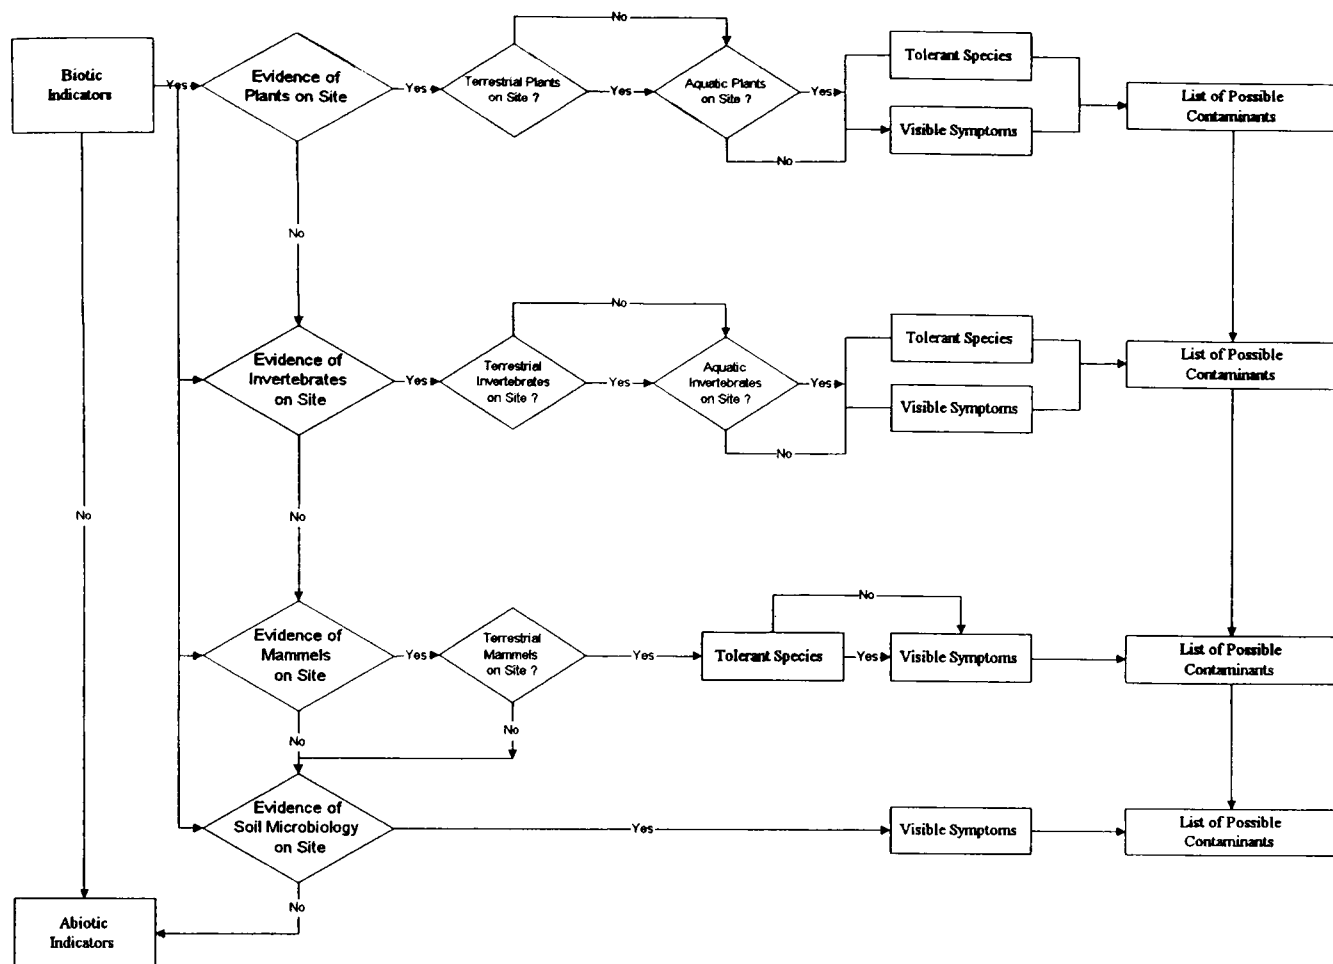 No
Biotic
Indicators
Yes
Evidence of
Plants on Site
Yes
Terrestrial Plants
on Site ?
Yes
Aquatic Plants
on Site ?
Yes
No
Tolerant Species
Visible Symptoms
List of Possible
Contaminants
No
No
Evidence of
Invertebrates
on Site
Yes
Terrestrial
Invertebrates
on Site ?
Yes
Aquatic
Invertebrates
on Site ?
Yes
No
Tolerant Species
Visible Symptoms
List of Possible
Contaminants
No
No
No
Evidence of
Mammels
on Site
Yes
Terrestrial
Mammels
on Site ?
Yes
Tolerant Species
Yes
Visible Symptoms
List of Possible
Contaminants
No
No
Evidence of
Soil Microbiology
on Site
Yes
Visible Symptoms
List of Possible
Contaminants
No
Abiotic
Indicators